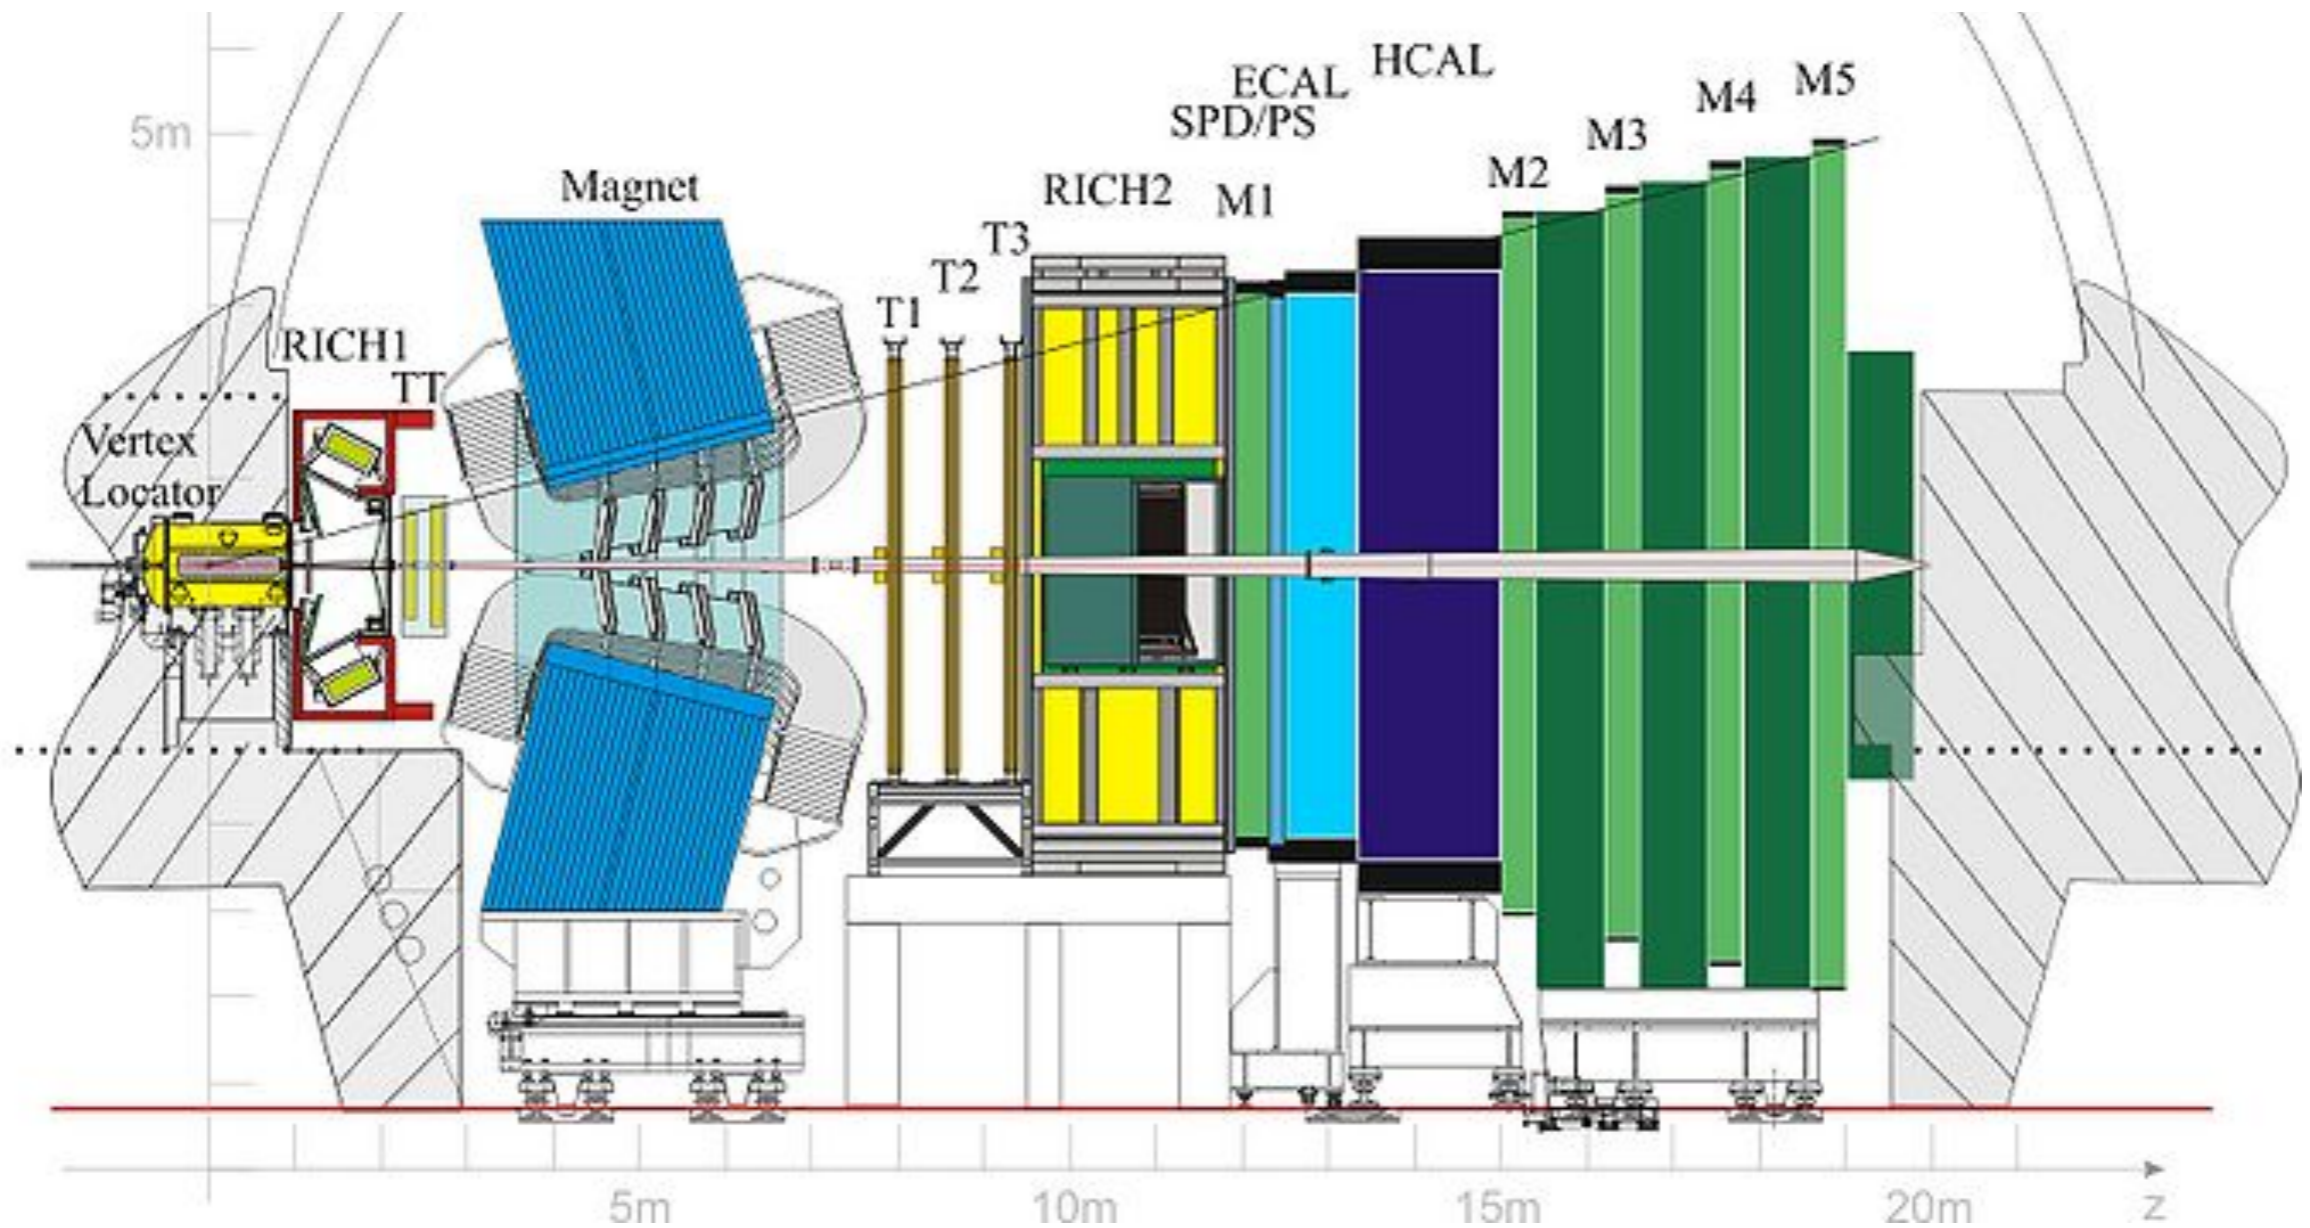 HCAL
ECAL
SPD/PS
M5
M4
M3
M2
5m
Magnet
RICH2
M1
T3
T2
T1
RICH1
TT
Vertex
Locator
5m
10m
15m
20m
z